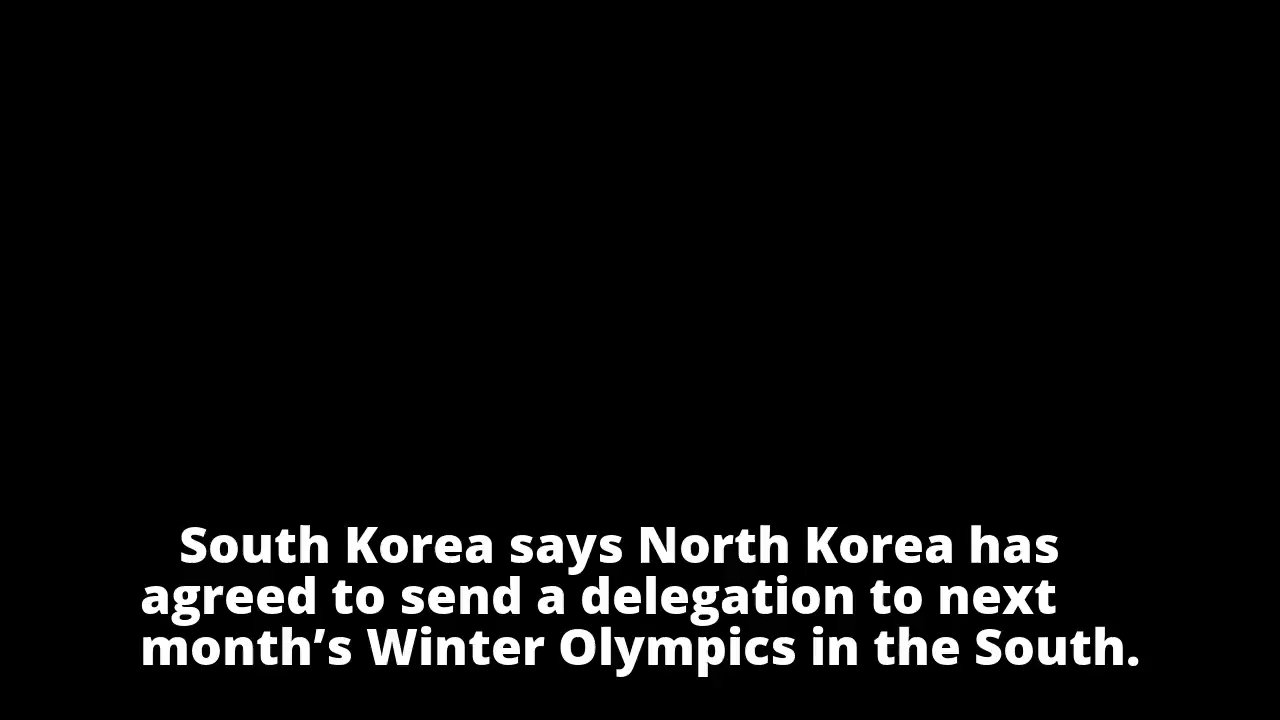 South Korea says North Korea has
agreed to send a delegation to next
month’s Winter Olympics in the South.